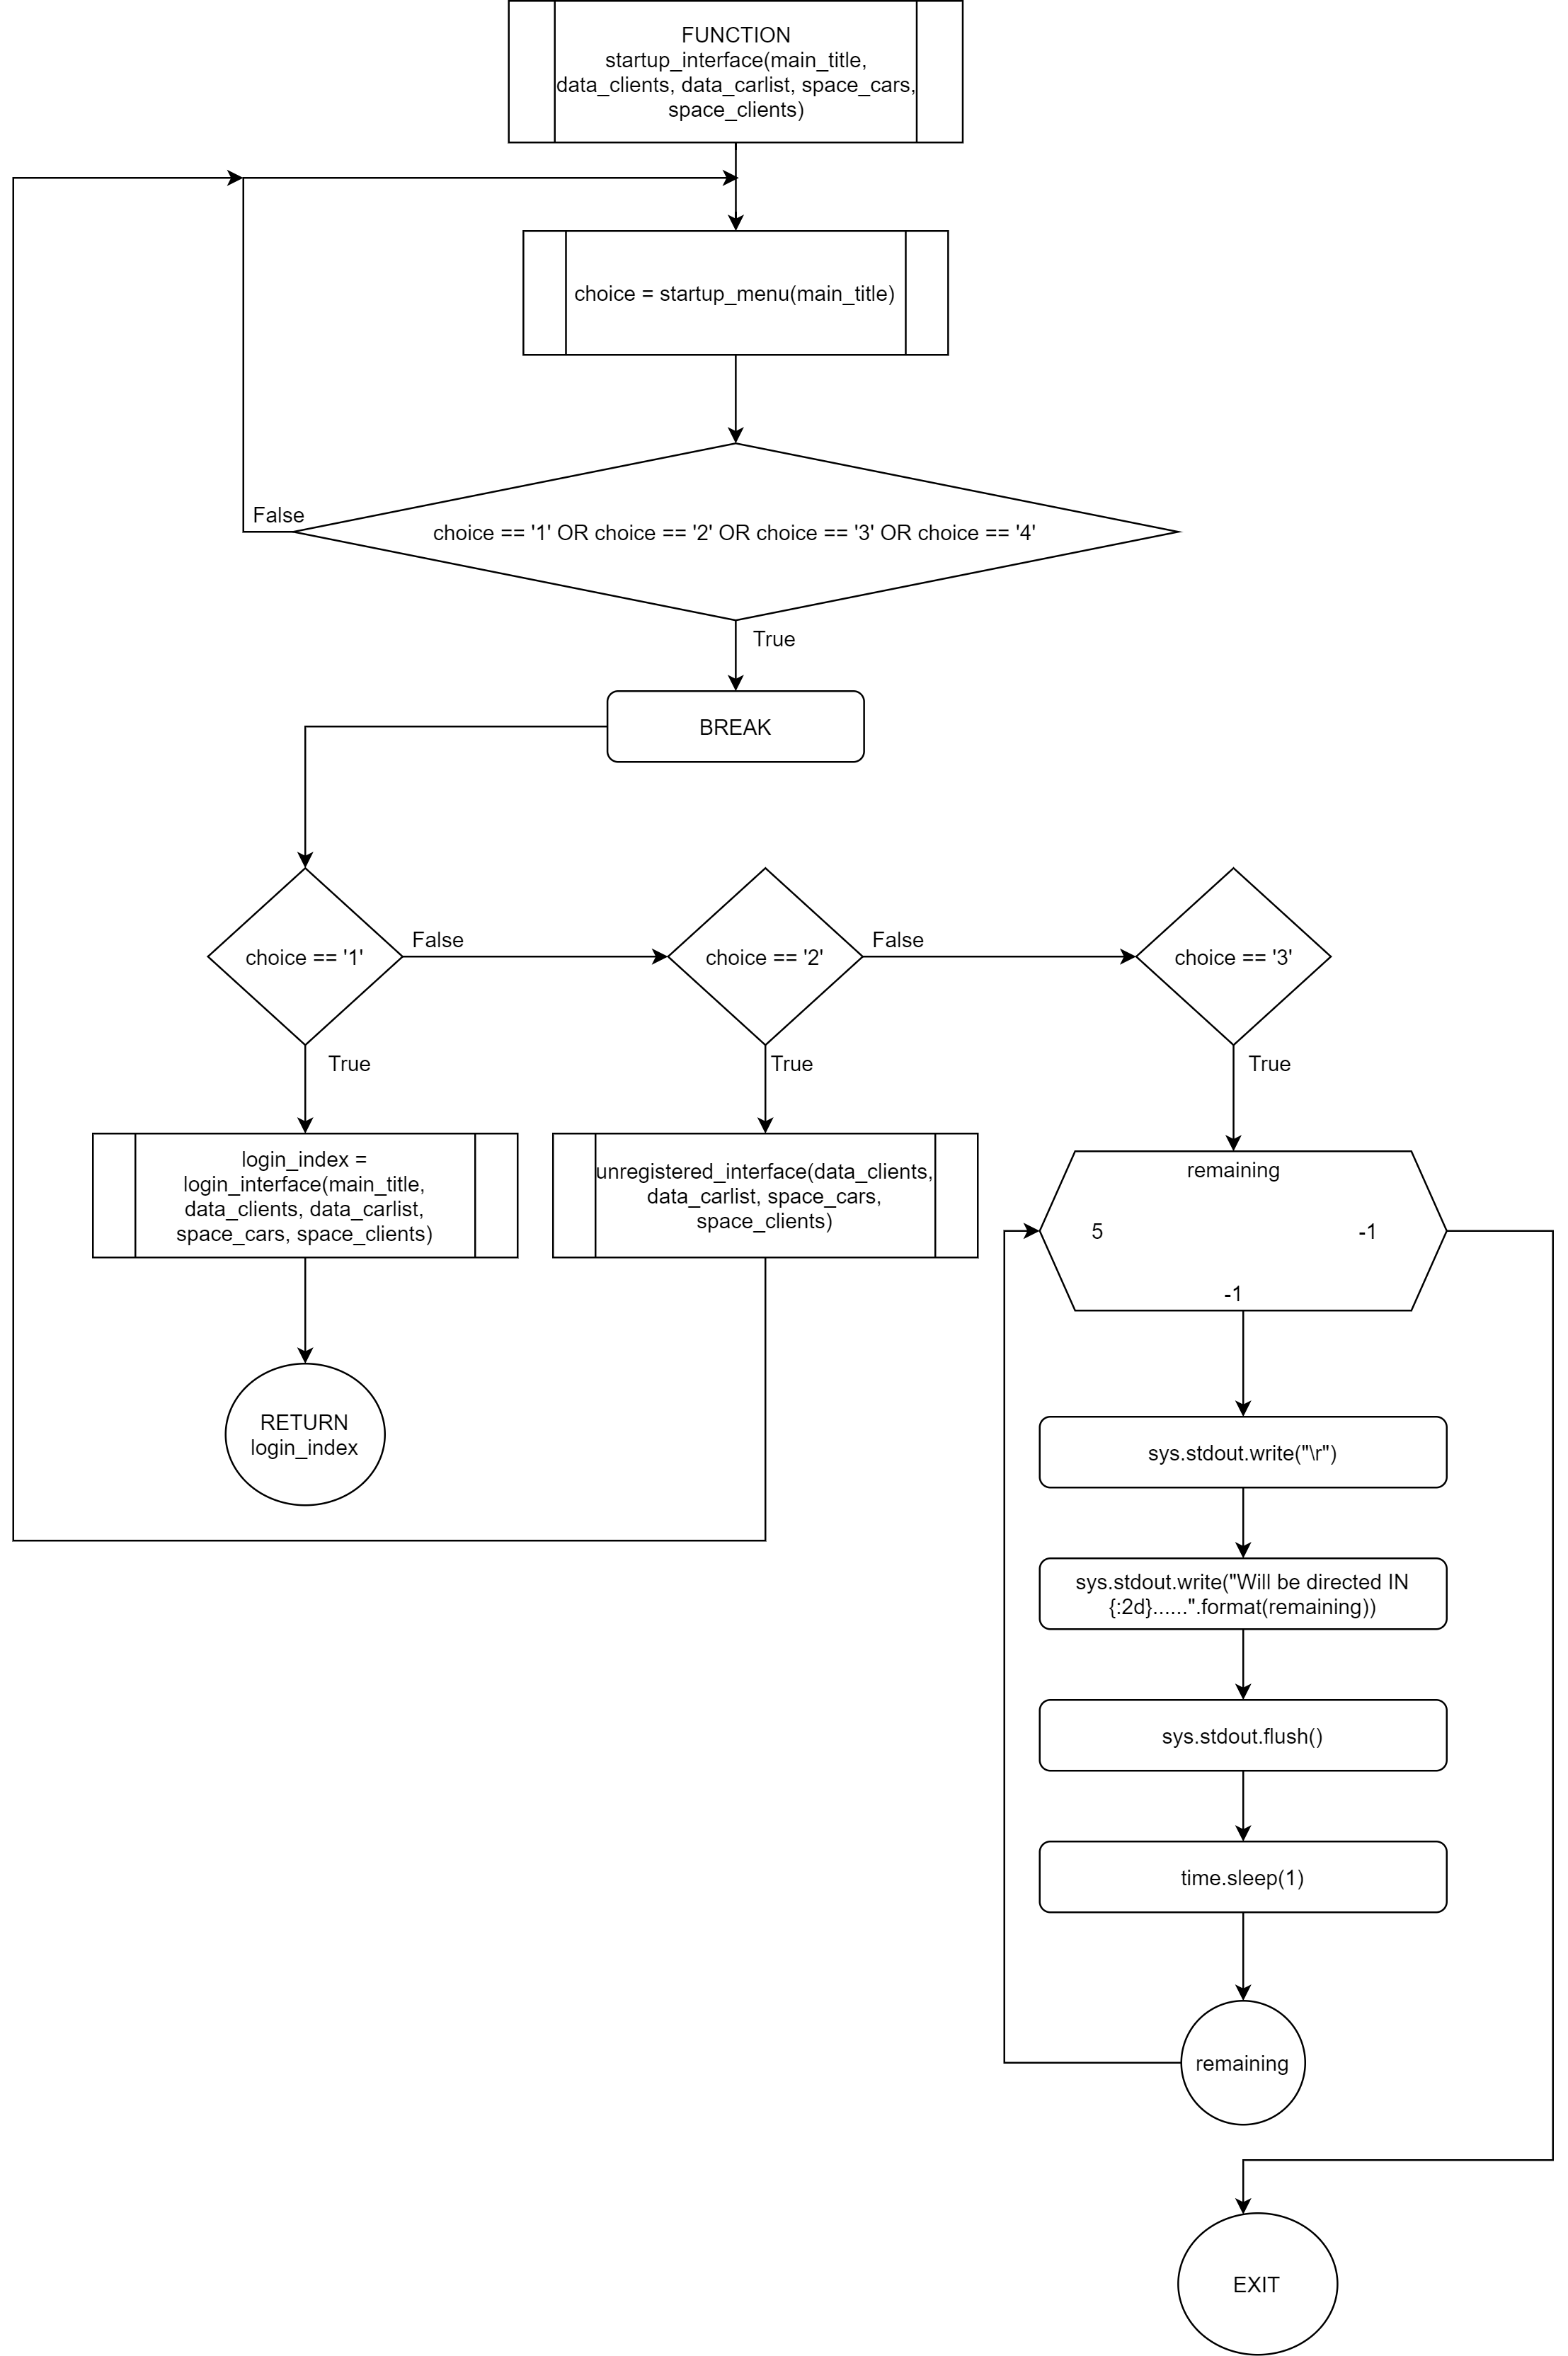 FUNCTION
startup_interface(main_title,
data_clients, data_carlist, space_cars,
space_clients)
choice = startup_menu(main_title)
False
choice == '1' OR choice == '2' OR choice == '3' OR choice == '4'
True
BREAK
choice == '1'
False
choice == '2'
False
choice == '3'
True
True
True
login_index =
login_interface(main_title,
data_clients, data_carlist,
space_cars, space_clients)
unregistered_interface(data_clients,
data_carlist, space_cars,
space_clients)
remaining
5
-1
-1
RETURN
login_index
sys.stdout.write("\r")
sys.stdout.write("Will be directed IN
{:2d}......".format(remaining))
sys.stdout.flush()
time.sleep(1)
remaining
EXIT